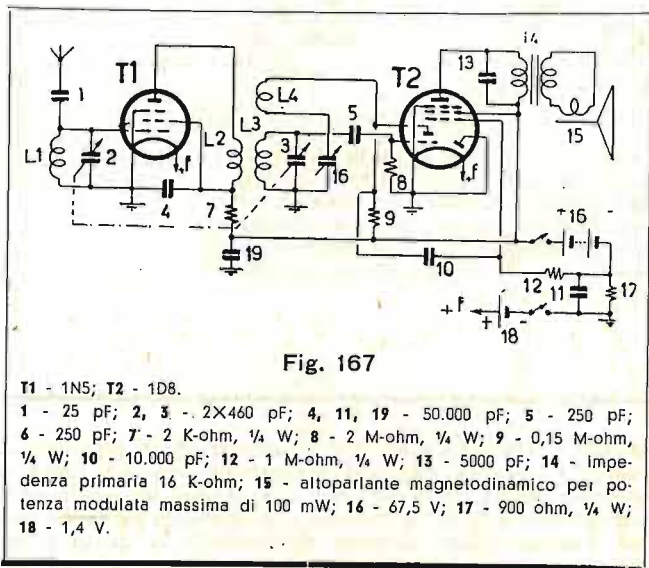 T1
T2
14
13
1
L1
2
L2
L3
L4
5
3
16
8
F
F
15
4
7
9
19
10
+16-
12
11
17
+F
+
18
-
Fig. 167
T1 - 1N5; T2 - 1D8.
1 - 25 pF; 2, 3 - 2X460 pF; 4, 11, 19 - 50.000 pF; 5 - 250 pF;
6 - 250 pF; 7 - 2 K-ohm, ¼ W; 8 - 2 M-ohm, ¼ W; 9 - 0,15 M-ohm,
¼ W; 10 - 10.000 pF; 12 - 1 M-ohm, ¼ W; 13 - 5000 pF; 14 - impe-
denza primaria 16 K-ohm; 15 - altoparlante magnetodinamico per po-
tenza modulata massima di 100 mW; 16 - 67,5 V; 17 - 900 ohm, ¼ W;
18 - 1,4 V.